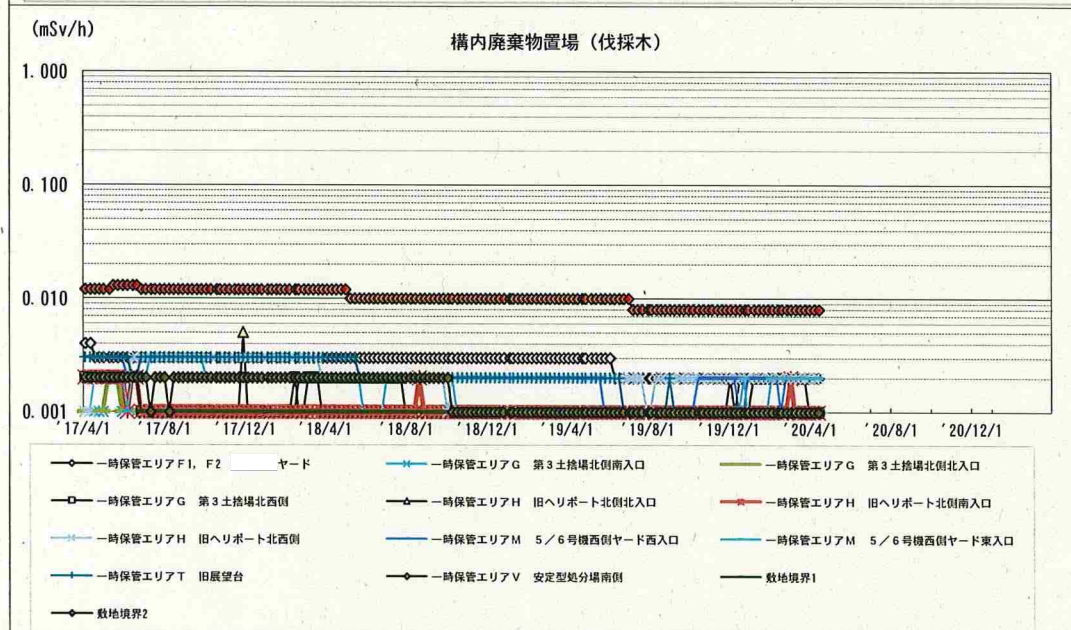 (mSv/h)
構内廃棄物置場（伐採木）
1.000
0.100
0.010
0.001
'17/4/1 '17/8/1 '17/12/1 '18/4/1 '18/8/1 '18/12/1 '19/4/1 '19/8/1 '19/12/1 '20/4/1 '20/8/1 '20/12/1
一時保管エリアF1，F2 ヤード 一時保管エリアG 第3土捨場北側南入口 一時保管エリアG 第3土捨場北側北入口
一時保管エリアG 第3土捨場北西側 一時保管エリアH 旧ヘリポート北側北入口 一時保管エリアH 旧ヘリポート北側南入口
一時保管エリアH 旧ヘリポート北西側 一時保管エリアM 5／6号機西側ヤード西入口 一時保管エリアM 5／6号機西側ヤード東入口
一時保管エリアT 旧展望台 一時保管エリアV 安定型処分場南側 敷地境界1
敷地境界2